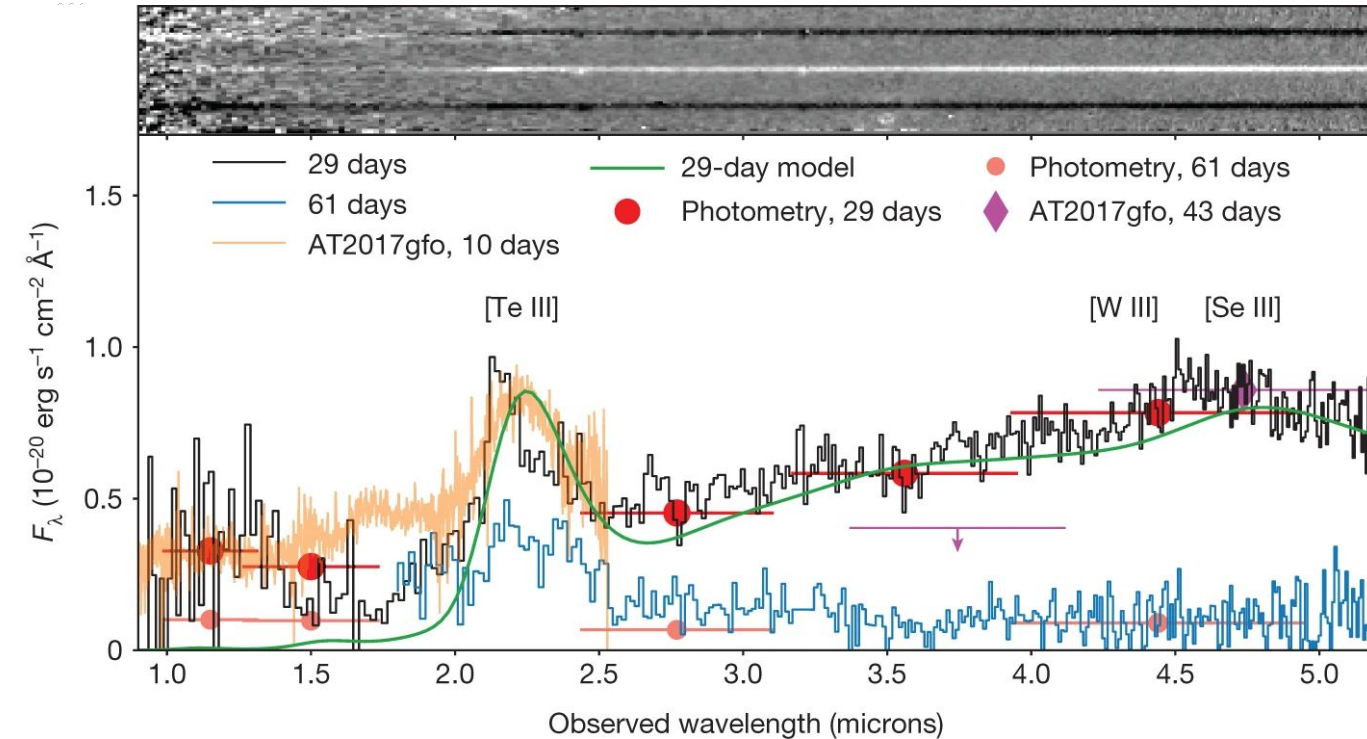 29 days
61 days
AT2017gfo, 10 days
29-day model
Photometry, 29 days
Photometry, 61 days
AT2017gfo, 43 days
[Te III]
[W III]
[Se III]
1.5
1.0
0.5
0
F_λ (10⁻²⁰ erg s⁻¹ cm⁻² Å⁻¹)
1.0 1.5 2.0 2.5 3.0 3.5 4.0 4.5 5.0
Observed wavelength (microns)